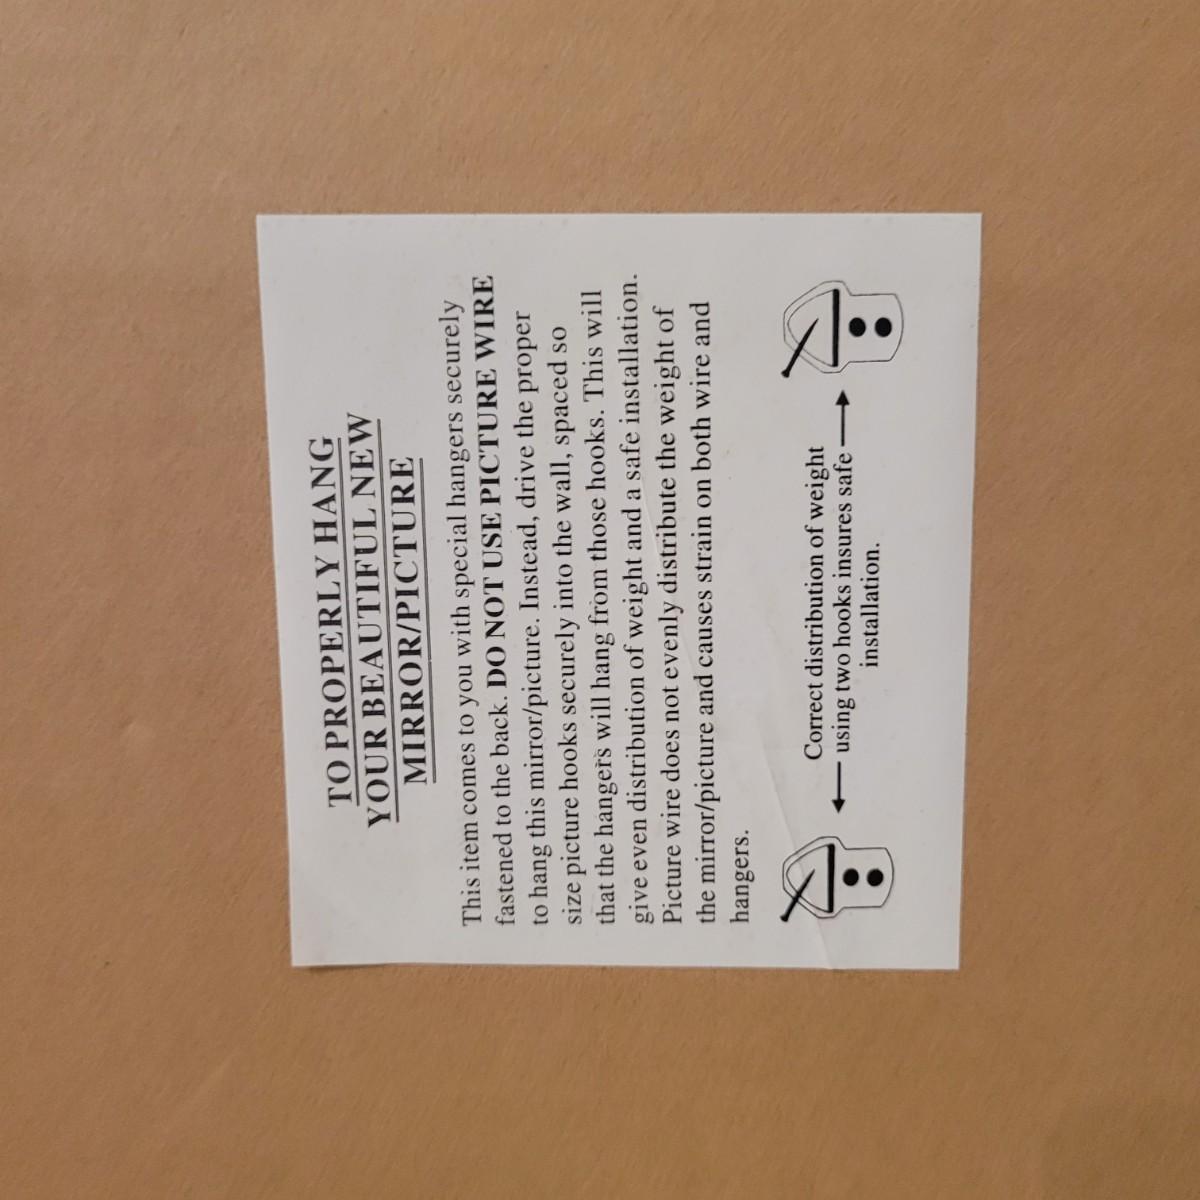 TO PROPERLY HANG
YOUR BEAUTIFUL NEW
MIRROR/PICTURE
This item comes to you with special hangers securely
fastened to the back. DO NOT USE PICTURE WIRE
to hang this mirror/picture. Instead, drive the proper
size picture hooks securely into the wall, spaced so
that the hangers will hang from those hooks. This will
give even distribution of weight and a safe installation.
Picture wire does not evenly distribute the weight of
the mirror/picture and causes strain on both wire and
hangers.
Correct distribution of weight
using two hooks insures safe
installation.